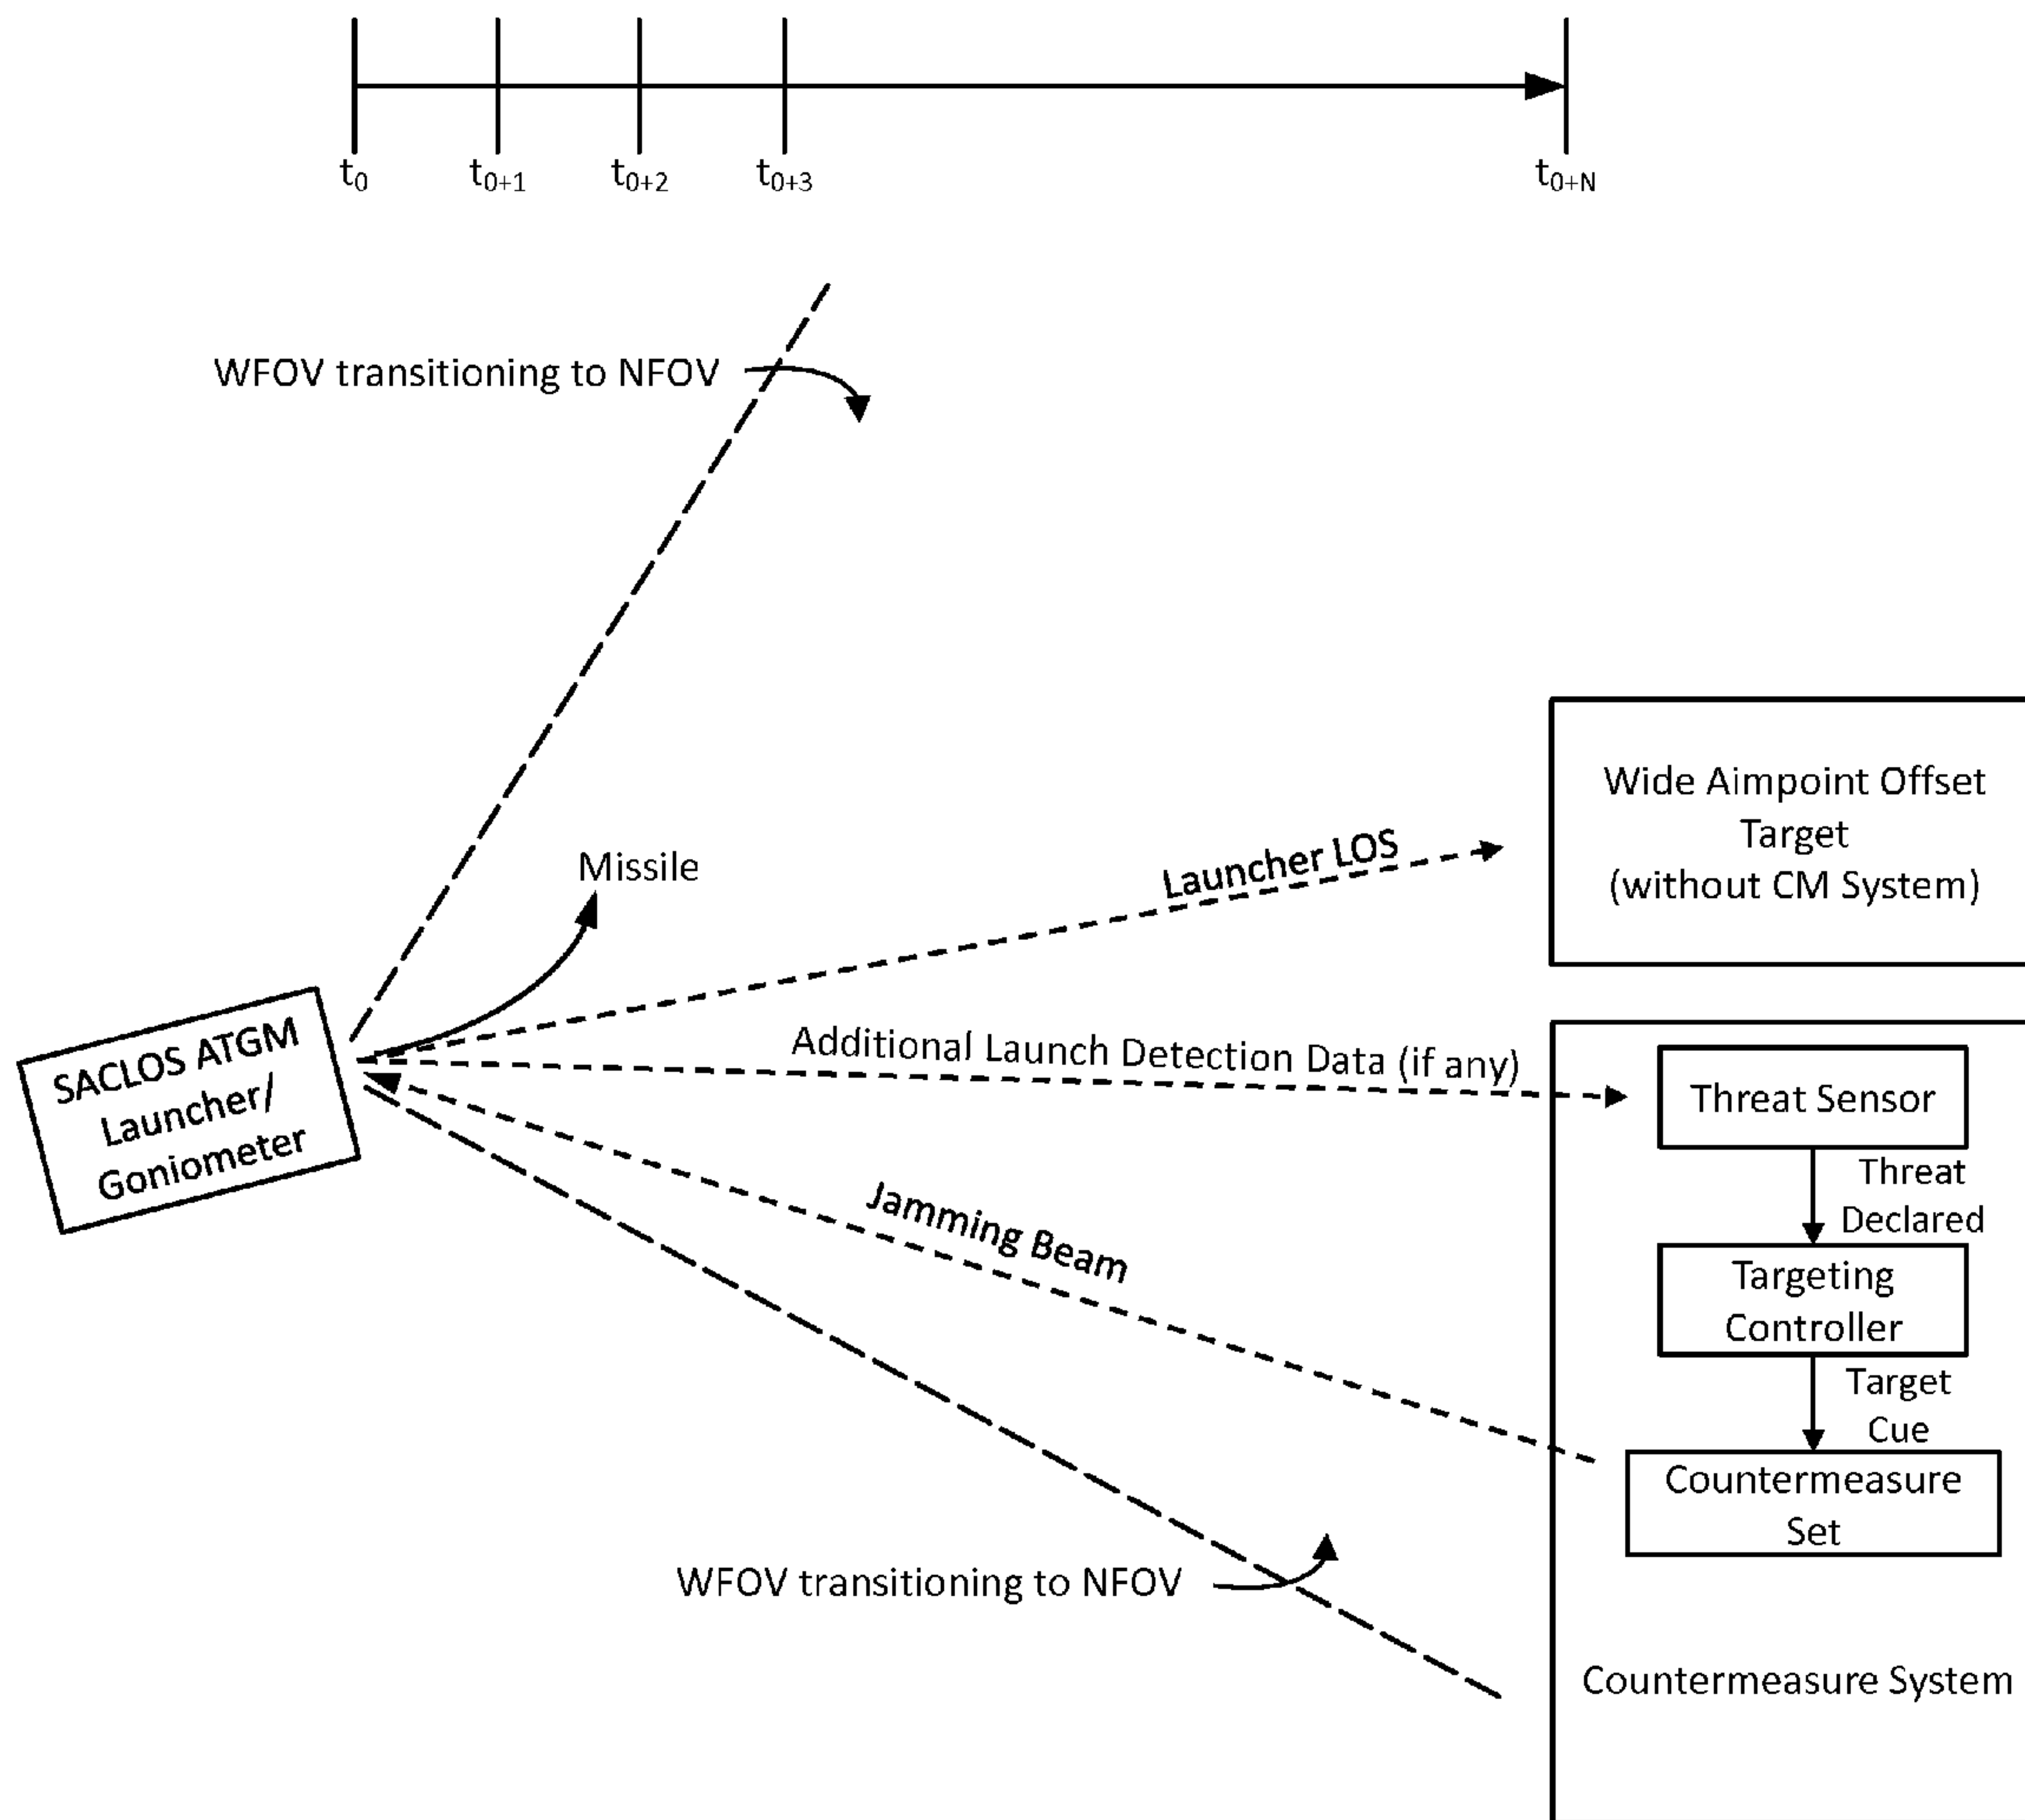 t0 t0+1 t0+2 t0+3 t0+N
WFOV transitioning to NFOV
Missile
Launcher LOS
Wide Aimpoint Offset
Target
(without CM System)
SACLOS ATGM
Launcher/
Goniometer
Additional Launch Detection Data (if any)
Threat Sensor
Threat
Declared
Jamming Beam
Targeting
Controller
Target
Cue
Countermeasure
Set
WFOV transitioning to NFOV
Countermeasure System